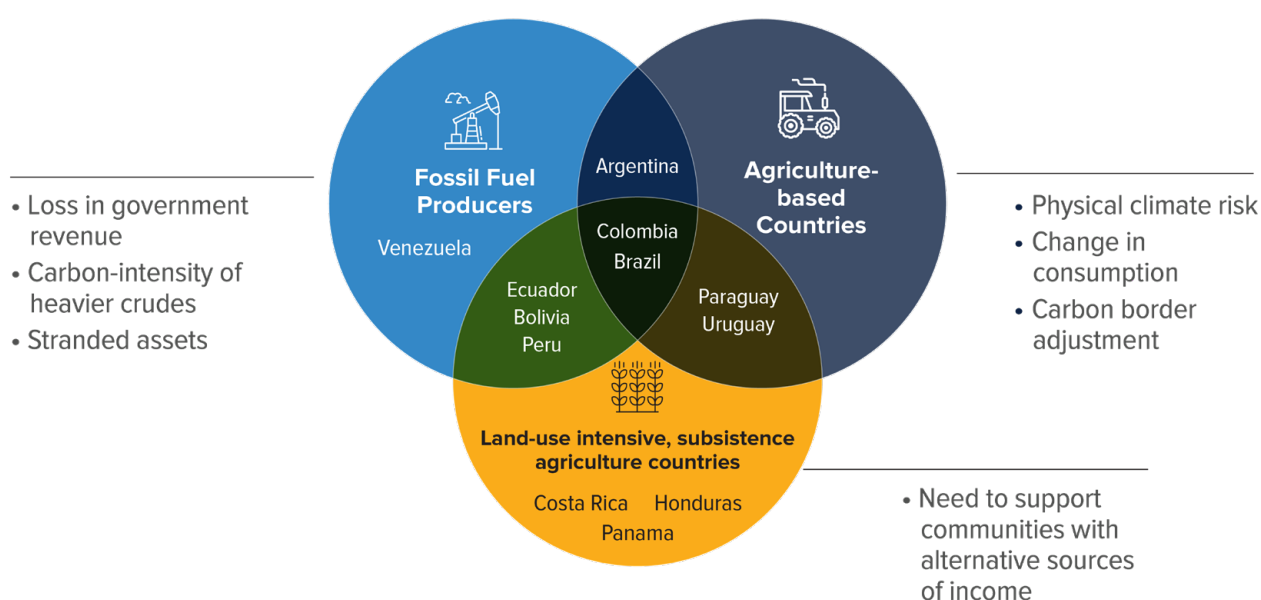 Fossil Fuel
Producers
Venezuela
Argentina
Agriculture-
based
Countries
Colombia
Brazil
Ecuador
Bolivia
Peru
Paraguay
Uruguay
Land-use intensive, subsistence
agriculture countries
Costa Rica Honduras
Panama
• Loss in government
revenue
• Carbon-intensity of
heavier crudes
• Stranded assets
• Physical climate risk
• Change in
consumption
• Carbon border
adjustment
• Need to support
communities with
alternative sources
of income